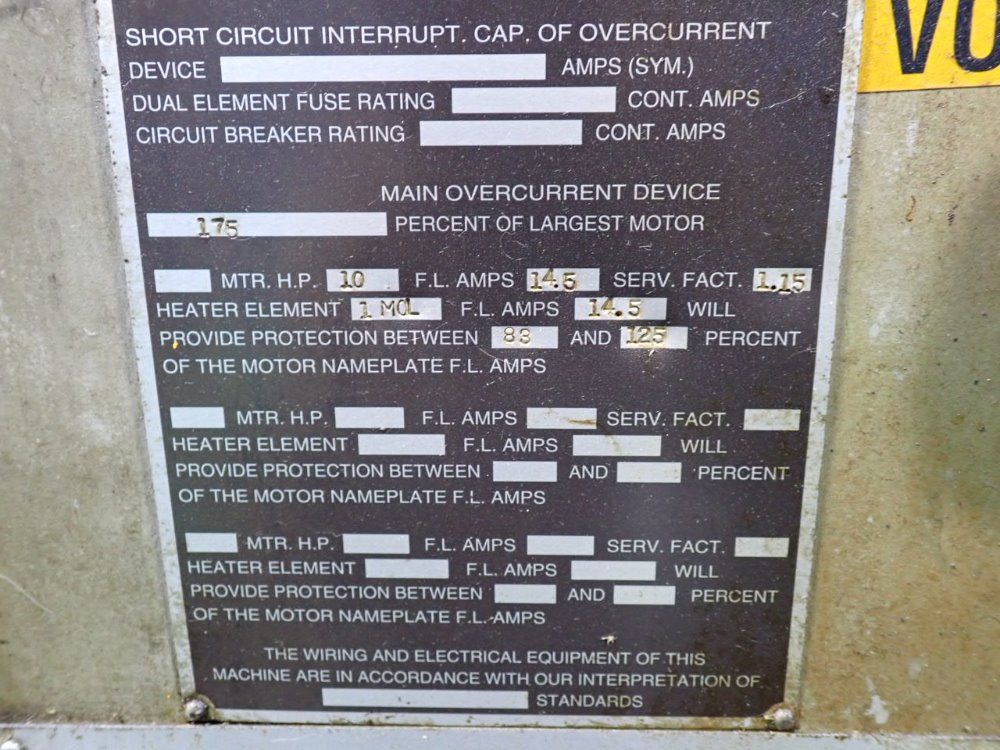 SHORT CIRCUIT INTERRUPT. CAP. OF OVERCURRENT
DEVICE AMPS (SYM.)
DUAL ELEMENT FUSE RATING CONT. AMPS
CIRCUIT BREAKER RATING CONT. AMPS
VO
MAIN OVERCURRENT DEVICE
175 PERCENT OF LARGEST MOTOR
MTR. H.P. 10 F.L. AMPS 14.5 SERV. FACT. 1.15
HEATER ELEMENT 1 MOL F.L. AMPS 14.5 WILL
PROVIDE PROTECTION BETWEEN 88 AND 125 PERCENT
OF THE MOTOR NAMEPLATE F.L. AMPS
MTR. H.P. F.L. AMPS SERV. FACT.
HEATER ELEMENT F.L. AMPS WILL
PROVIDE PROTECTION BETWEEN AND PERCENT
OF THE MOTOR NAMEPLATE F.L. AMPS
MTR. H.P. F.L. AMPS SERV. FACT.
HEATER ELEMENT F.L. AMPS WILL
PROVIDE PROTECTION BETWEEN AND PERCENT
OF THE MOTOR NAMEPLATE F.L. AMPS
THE WIRING AND ELECTRICAL EQUIPMENT OF THIS
MACHINE ARE IN ACCORDANCE WITH OUR INTERPRETATION OF
STANDARDS